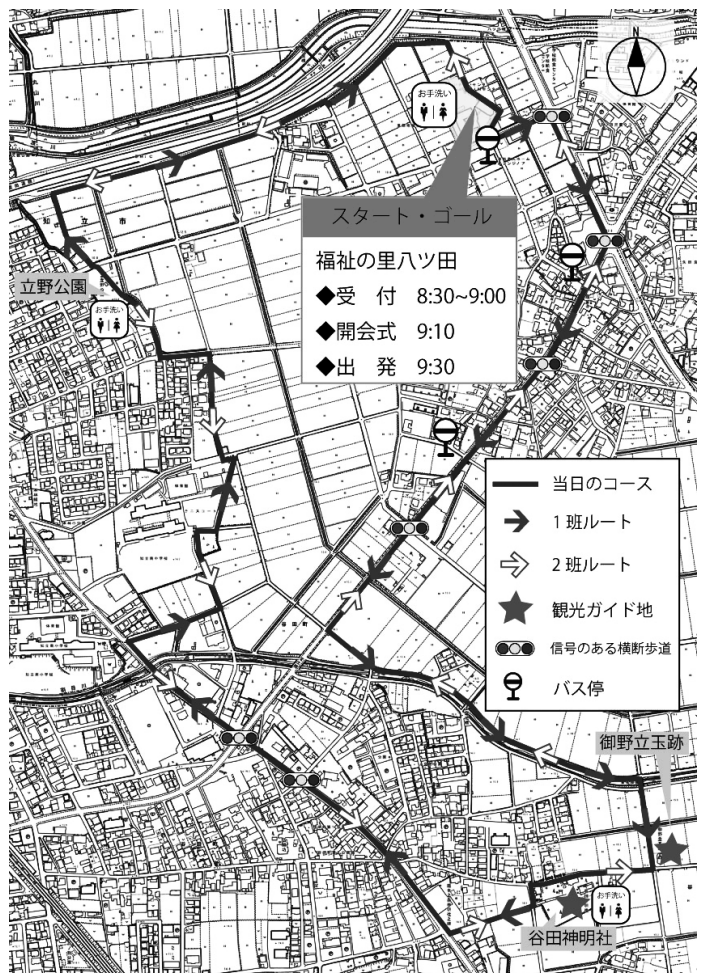 N
お手洗い
スタート・ゴール
福祉の里八ツ田
◆受　付　8:30~9:00
◆開会式　9:10
◆出　発　9:30
知立市
立野公園
お手洗い
当日のコース
1班ルート
2班ルート
観光ガイド地
信号のある横断歩道
バス停
御野立玉跡
お手洗い
谷田神明社